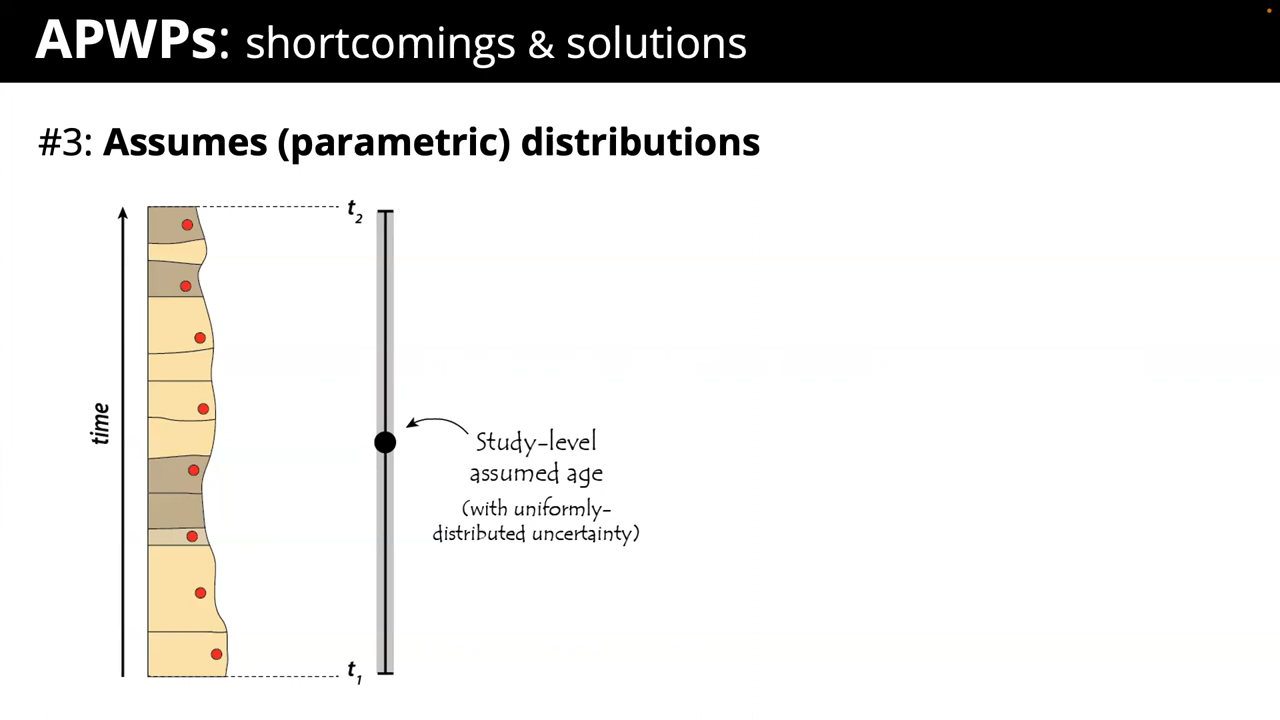 APWPs: shortcomings & solutions
#3: Assumes (parametric) distributions
t2
time
Study-level
assumed age
(with uniformly-
distributed uncertainty)
t1